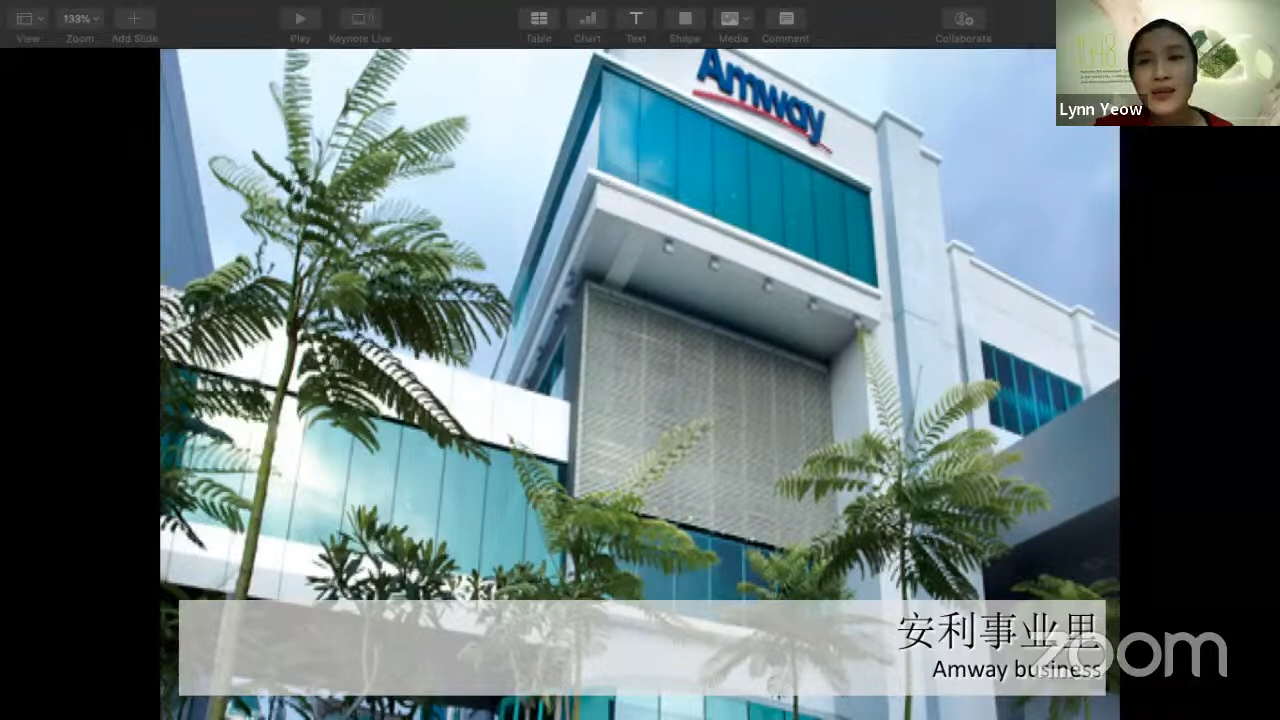 133%
View
Zoom
Add Slide
Play
Keynote Live
Table
Chart
Text
Shape
Media
Comment
Collaborate
Lynn Yeow
Amway
安利事业里
Amway business
zoom